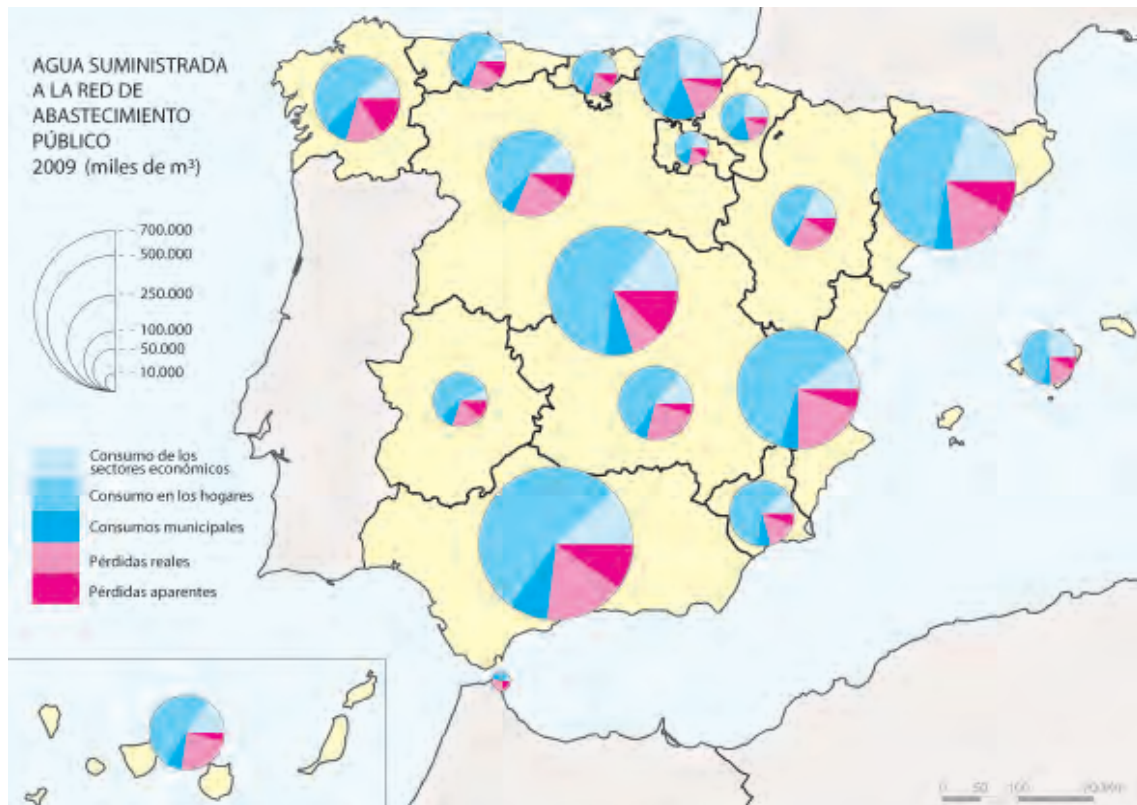 AGUA SUMINISTRADA
A LA RED DE
ABASTECIMIENTO
PÚBLICO
2009 (miles de m³)
700.000
500.000
250.000
100.000
50.000
10.000
Consumo de los
sectores económicos
Consumo en los hogares
Consumos municipales
Pérdidas reales
Pérdidas aparentes
0 50 100